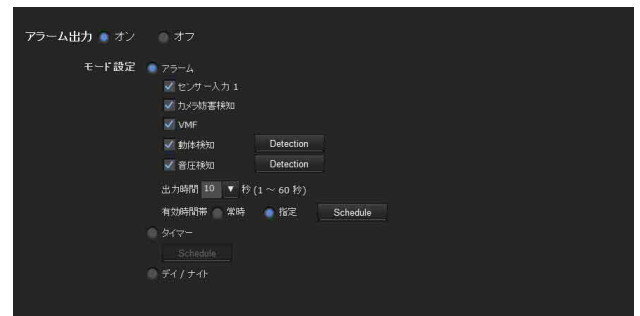 アラーム出力 オン オフ
モード設定 アラーム
センサー入力 1
カメラ妨害検知
VMF
動体検知 Detection
音圧検知 Detection
出力時間 10 秒 (1 ～ 60 秒)
有効時間帯 常時 指定 Schedule
タイマー
Schedule
デイ / ナイト